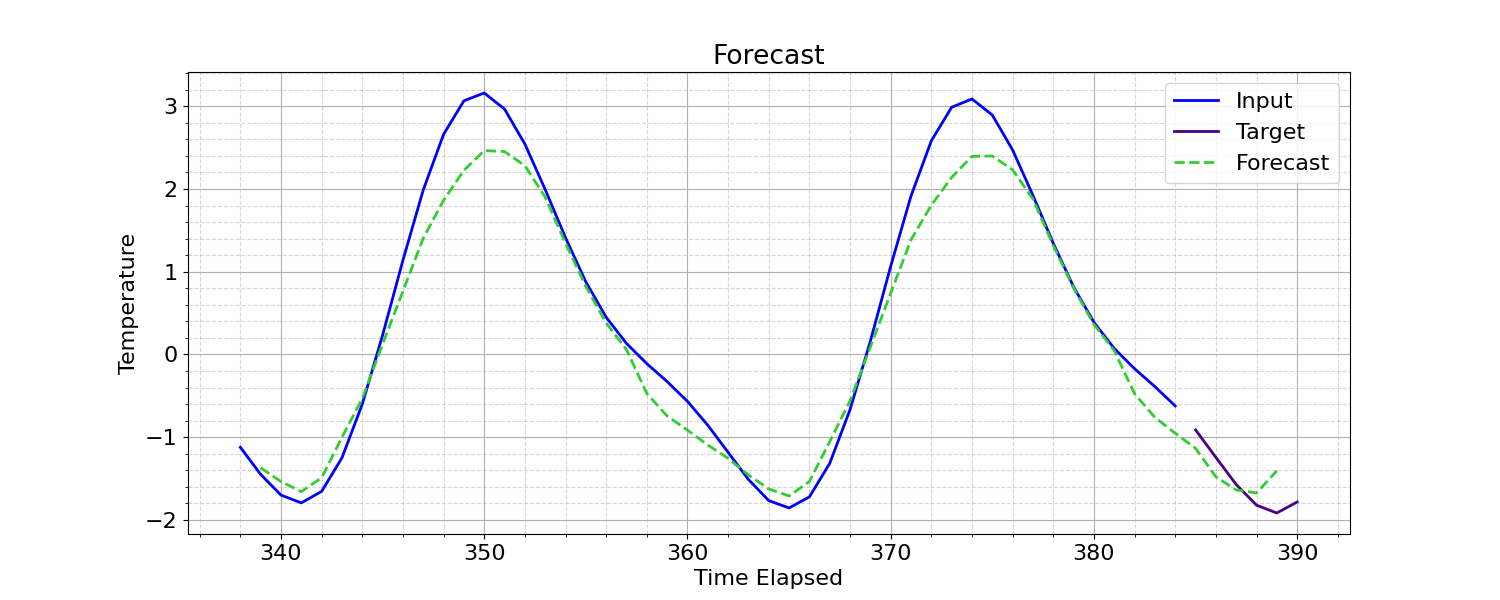 Forecast
3
2
1
0
−1
−2
Temperature
340 350 360 370 380 390
Time Elapsed
Input
Target
Forecast